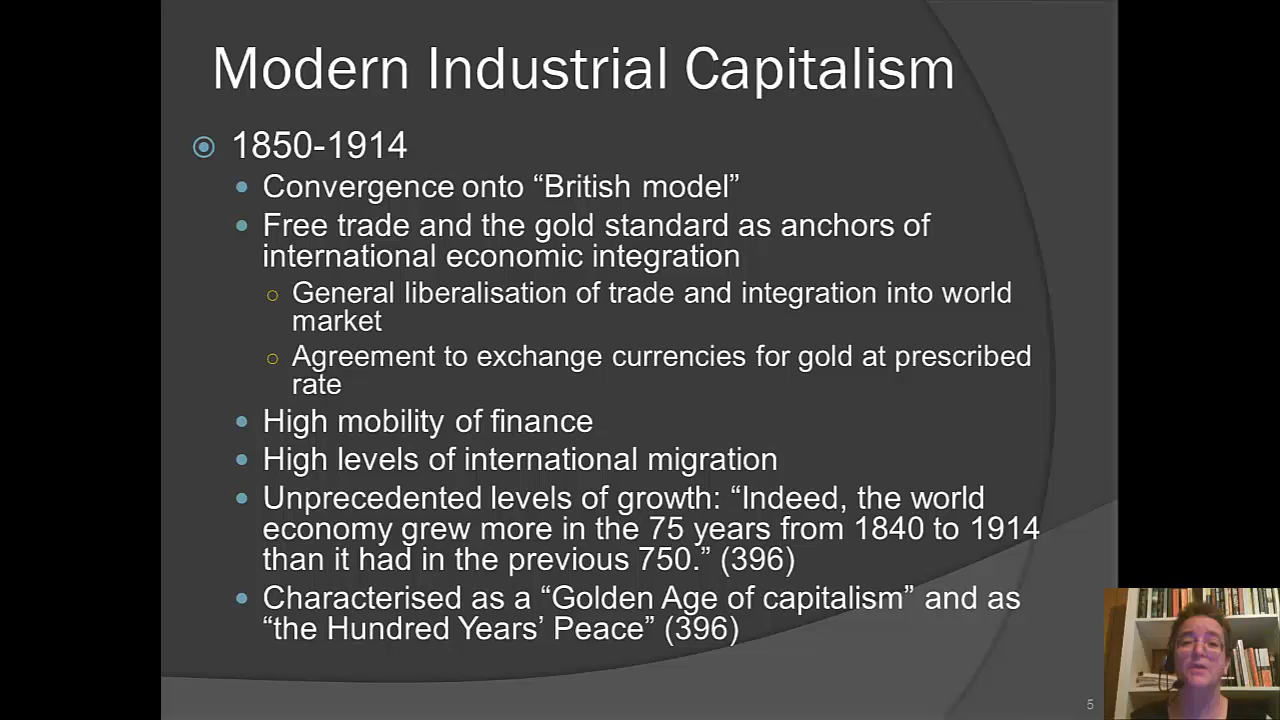 Modern Industrial Capitalism
1850-1914
Convergence onto “British model”
Free trade and the gold standard as anchors of
international economic integration
General liberalisation of trade and integration into world
market
Agreement to exchange currencies for gold at prescribed
rate
High mobility of finance
High levels of international migration
Unprecedented levels of growth: “Indeed, the world
economy grew more in the 75 years from 1840 to 1914
than it had in the previous 750.” (396)
Characterised as a “Golden Age of capitalism” and as
“the Hundred Years’ Peace” (396)
5